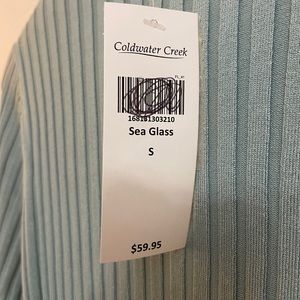 Coldwater Creek
168181303210
Sea Glass
S
$59.95